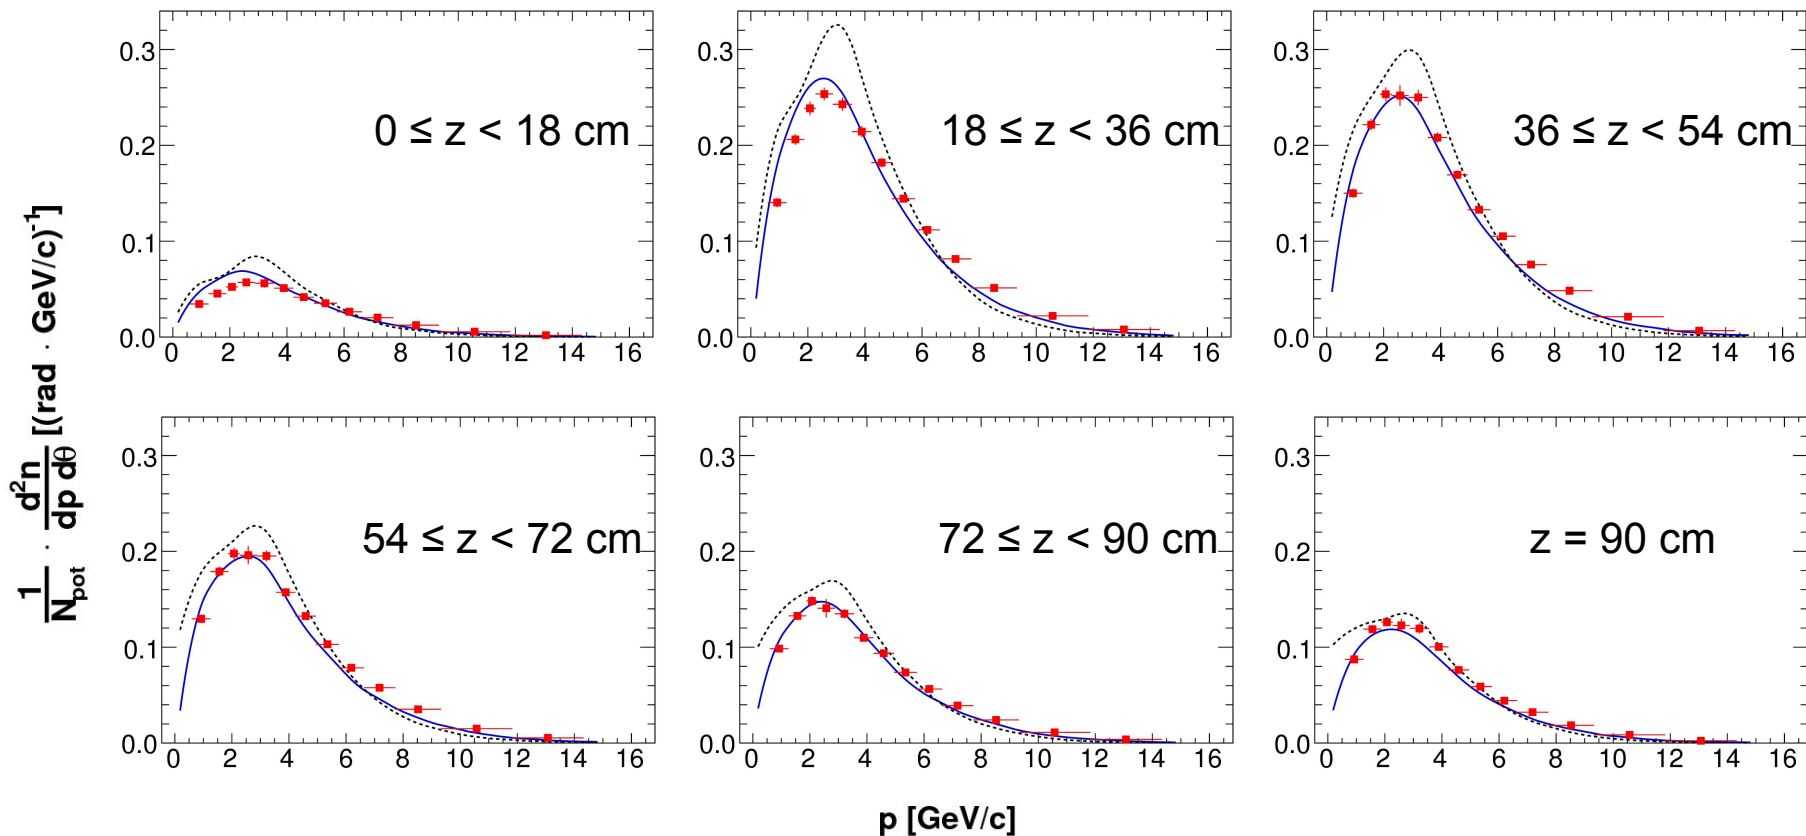 1/N_pot · d²n/dp dθ [(rad · GeV/c)⁻¹]
0.3
0.2
0.1
0.0
0 2 4 6 8 10 12 14 16
0 ≤ z < 18 cm
0.3
0.2
0.1
0.0
0 2 4 6 8 10 12 14 16
18 ≤ z < 36 cm
0.3
0.2
0.1
0.0
0 2 4 6 8 10 12 14 16
36 ≤ z < 54 cm
0.3
0.2
0.1
0.0
0 2 4 6 8 10 12 14 16
54 ≤ z < 72 cm
0.3
0.2
0.1
0.0
0 2 4 6 8 10 12 14 16
72 ≤ z < 90 cm
0.3
0.2
0.1
0.0
0 2 4 6 8 10 12 14 16
z = 90 cm
p [GeV/c]